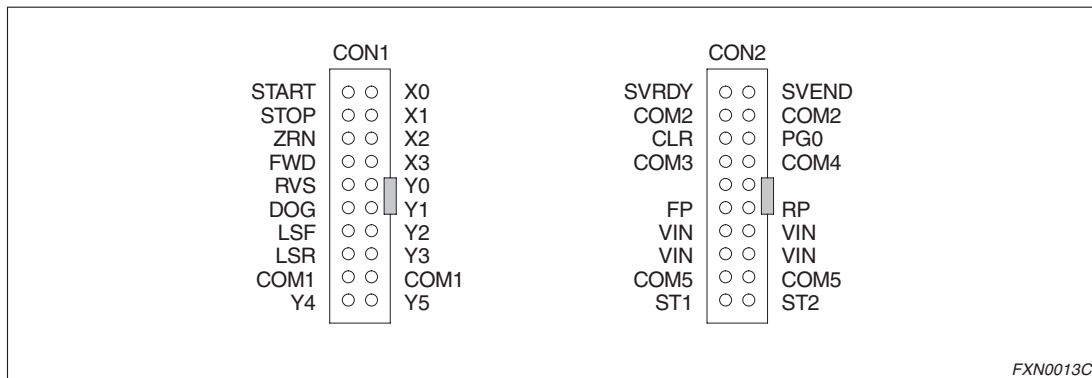 CON1
START X0
STOP X1
ZRN X2
FWD X3
RVS Y0
DOG Y1
LSF Y2
LSR Y3
COM1 COM1
Y4 Y5
CON2
SVRDY SVEND
COM2 COM2
CLR PG0
COM3 COM4
FP RP
VIN VIN
VIN VIN
COM5 COM5
ST1 ST2
FXN0013C